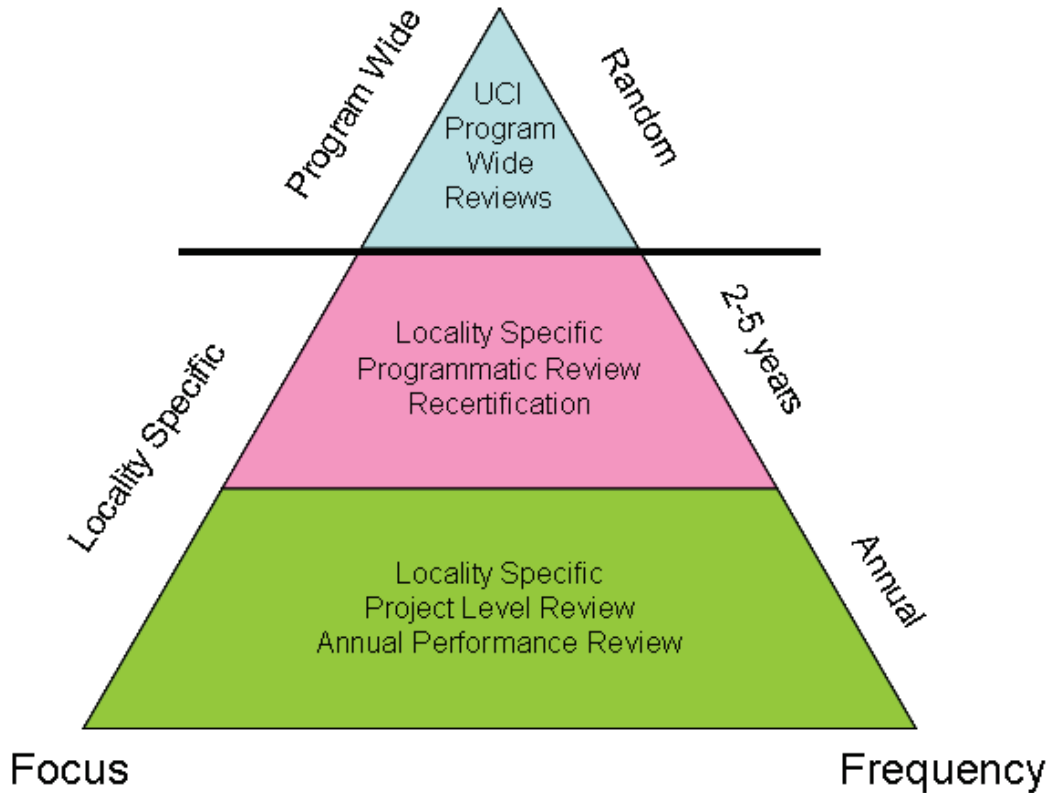 Program Wide
Random
UCI
Program
Wide
Reviews
Locality Specific
2-5 years
Locality Specific
Programmatic Review
Recertification
Annual
Locality Specific
Project Level Review
Annual Performance Review
Focus
Frequency